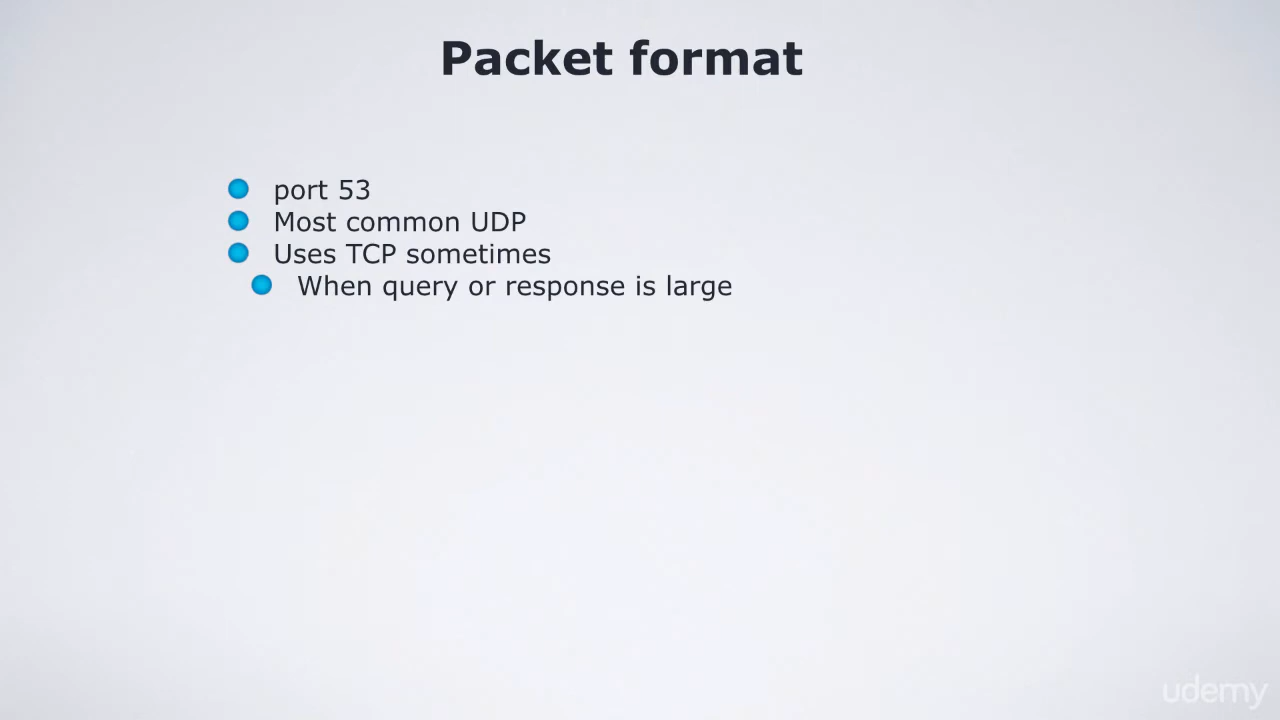 Packet format
port 53
Most common UDP
Uses TCP sometimes
When query or response is large
udemy